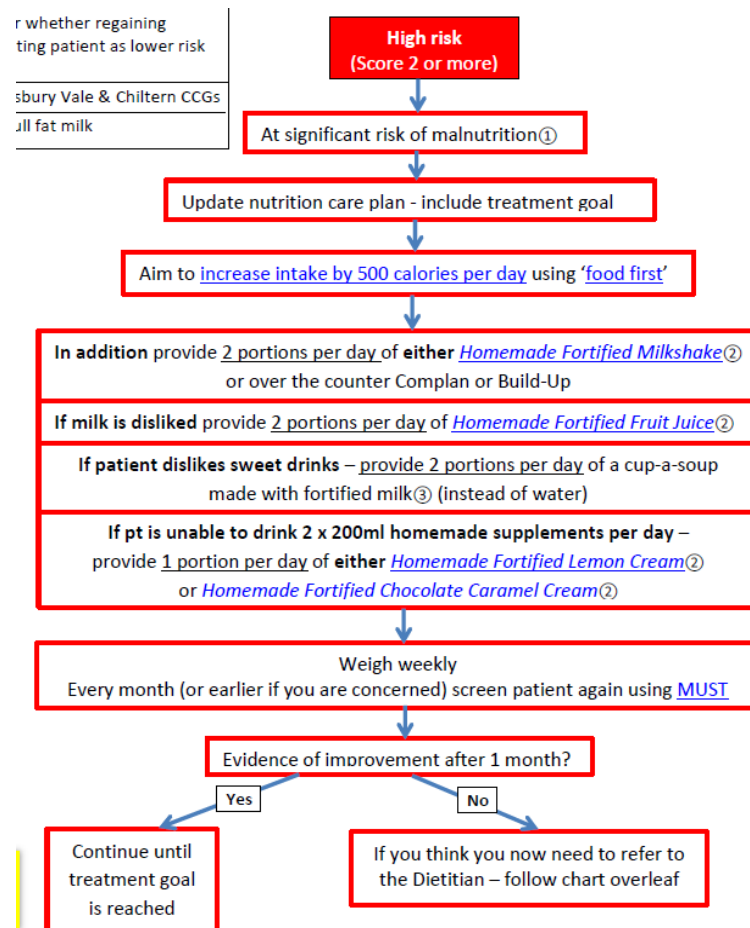 r whether regaining
ting patient as lower risk
sbury Vale & Chiltern CCGs
ull fat milk
High risk
(Score 2 or more)
At significant risk of malnutrition①
Update nutrition care plan - include treatment goal
Aim to increase intake by 500 calories per day using ‘food first’
In addition provide 2 portions per day of either Homemade Fortified Milkshake②
or over the counter Complan or Build-Up
If milk is disliked provide 2 portions per day of Homemade Fortified Fruit Juice②
If patient dislikes sweet drinks – provide 2 portions per day of a cup-a-soup
made with fortified milk③ (instead of water)
If pt is unable to drink 2 x 200ml homemade supplements per day –
provide 1 portion per day of either Homemade Fortified Lemon Cream②
or Homemade Fortified Chocolate Caramel Cream②
Weigh weekly
Every month (or earlier if you are concerned) screen patient again using MUST
Evidence of improvement after 1 month?
Yes
No
Continue until
treatment goal
is reached
If you think you now need to refer to
the Dietitian – follow chart overleaf